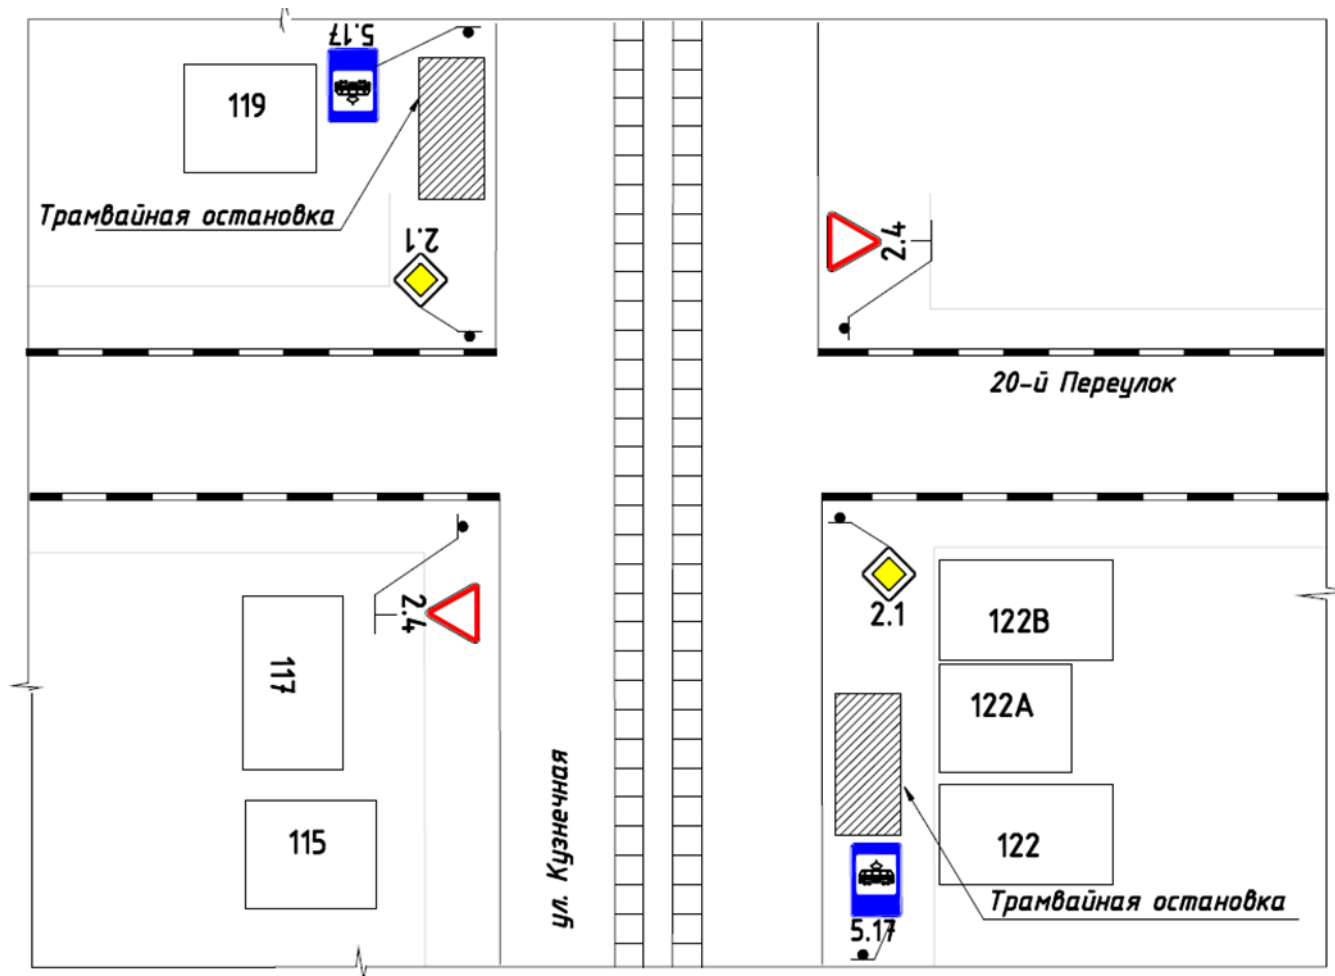 5.17
119
Трамвайная остановка
2.1
2.4
20-й Переулок
2.4
2.1
117
122В
122А
115
ул. Кузнечная
122
Трамвайная остановка
5.17